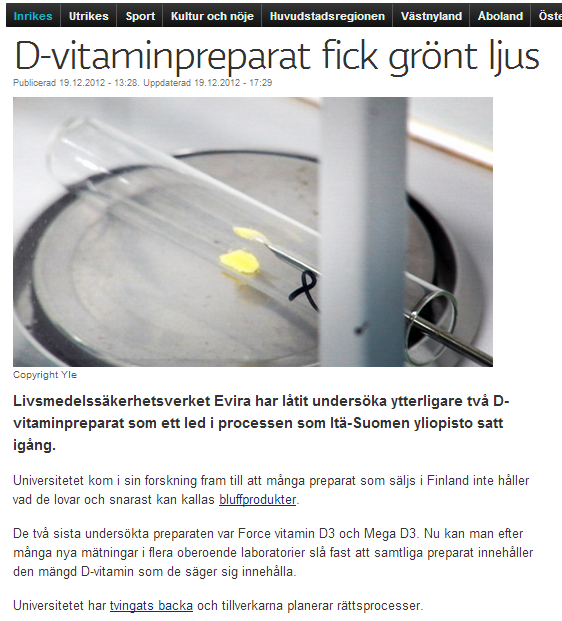 Inrikes Utrikes Sport Kultur och nöje Huvudstadsregionen Västnyland Åboland Öste
D-vitaminpreparat fick grönt ljus
Publicerad 19.12.2012 - 13:28. Uppdaterad 19.12.2012 - 17:29
Copyright Yle
Livsmedelssäkerhetsverket Evira har låtit undersöka ytterligare två D-
vitaminpreparat som ett led i processen som Itä-Suomen yliopisto satt
igång.
Universitetet kom i sin forskning fram till att många preparat som säljs i Finland inte håller
vad de lovar och snarast kan kallas bluffprodukter.
De två sista undersökta preparaten var Force vitamin D3 och Mega D3. Nu kan man efter
många nya mätningar i flera oberoende laboratorier slå fast att samtliga preparat innehåller
den mängd D-vitamin som de säger sig innehålla.
Universitetet har tvingats backa och tillverkarna planerar rättsprocesser.